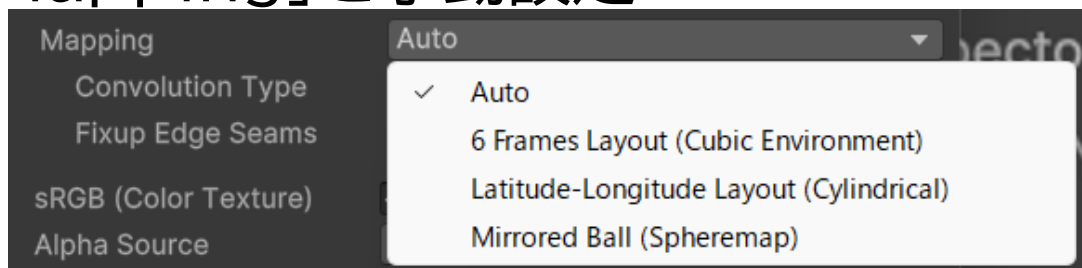 Mapping
Auto
Convolution Type
✓ Auto
Fixup Edge Seams
6 Frames Layout (Cubic Environment)
Latitude-Longitude Layout (Cylindrical)
sRGB (Color Texture)
Mirrored Ball (Spheremap)
Alpha Source